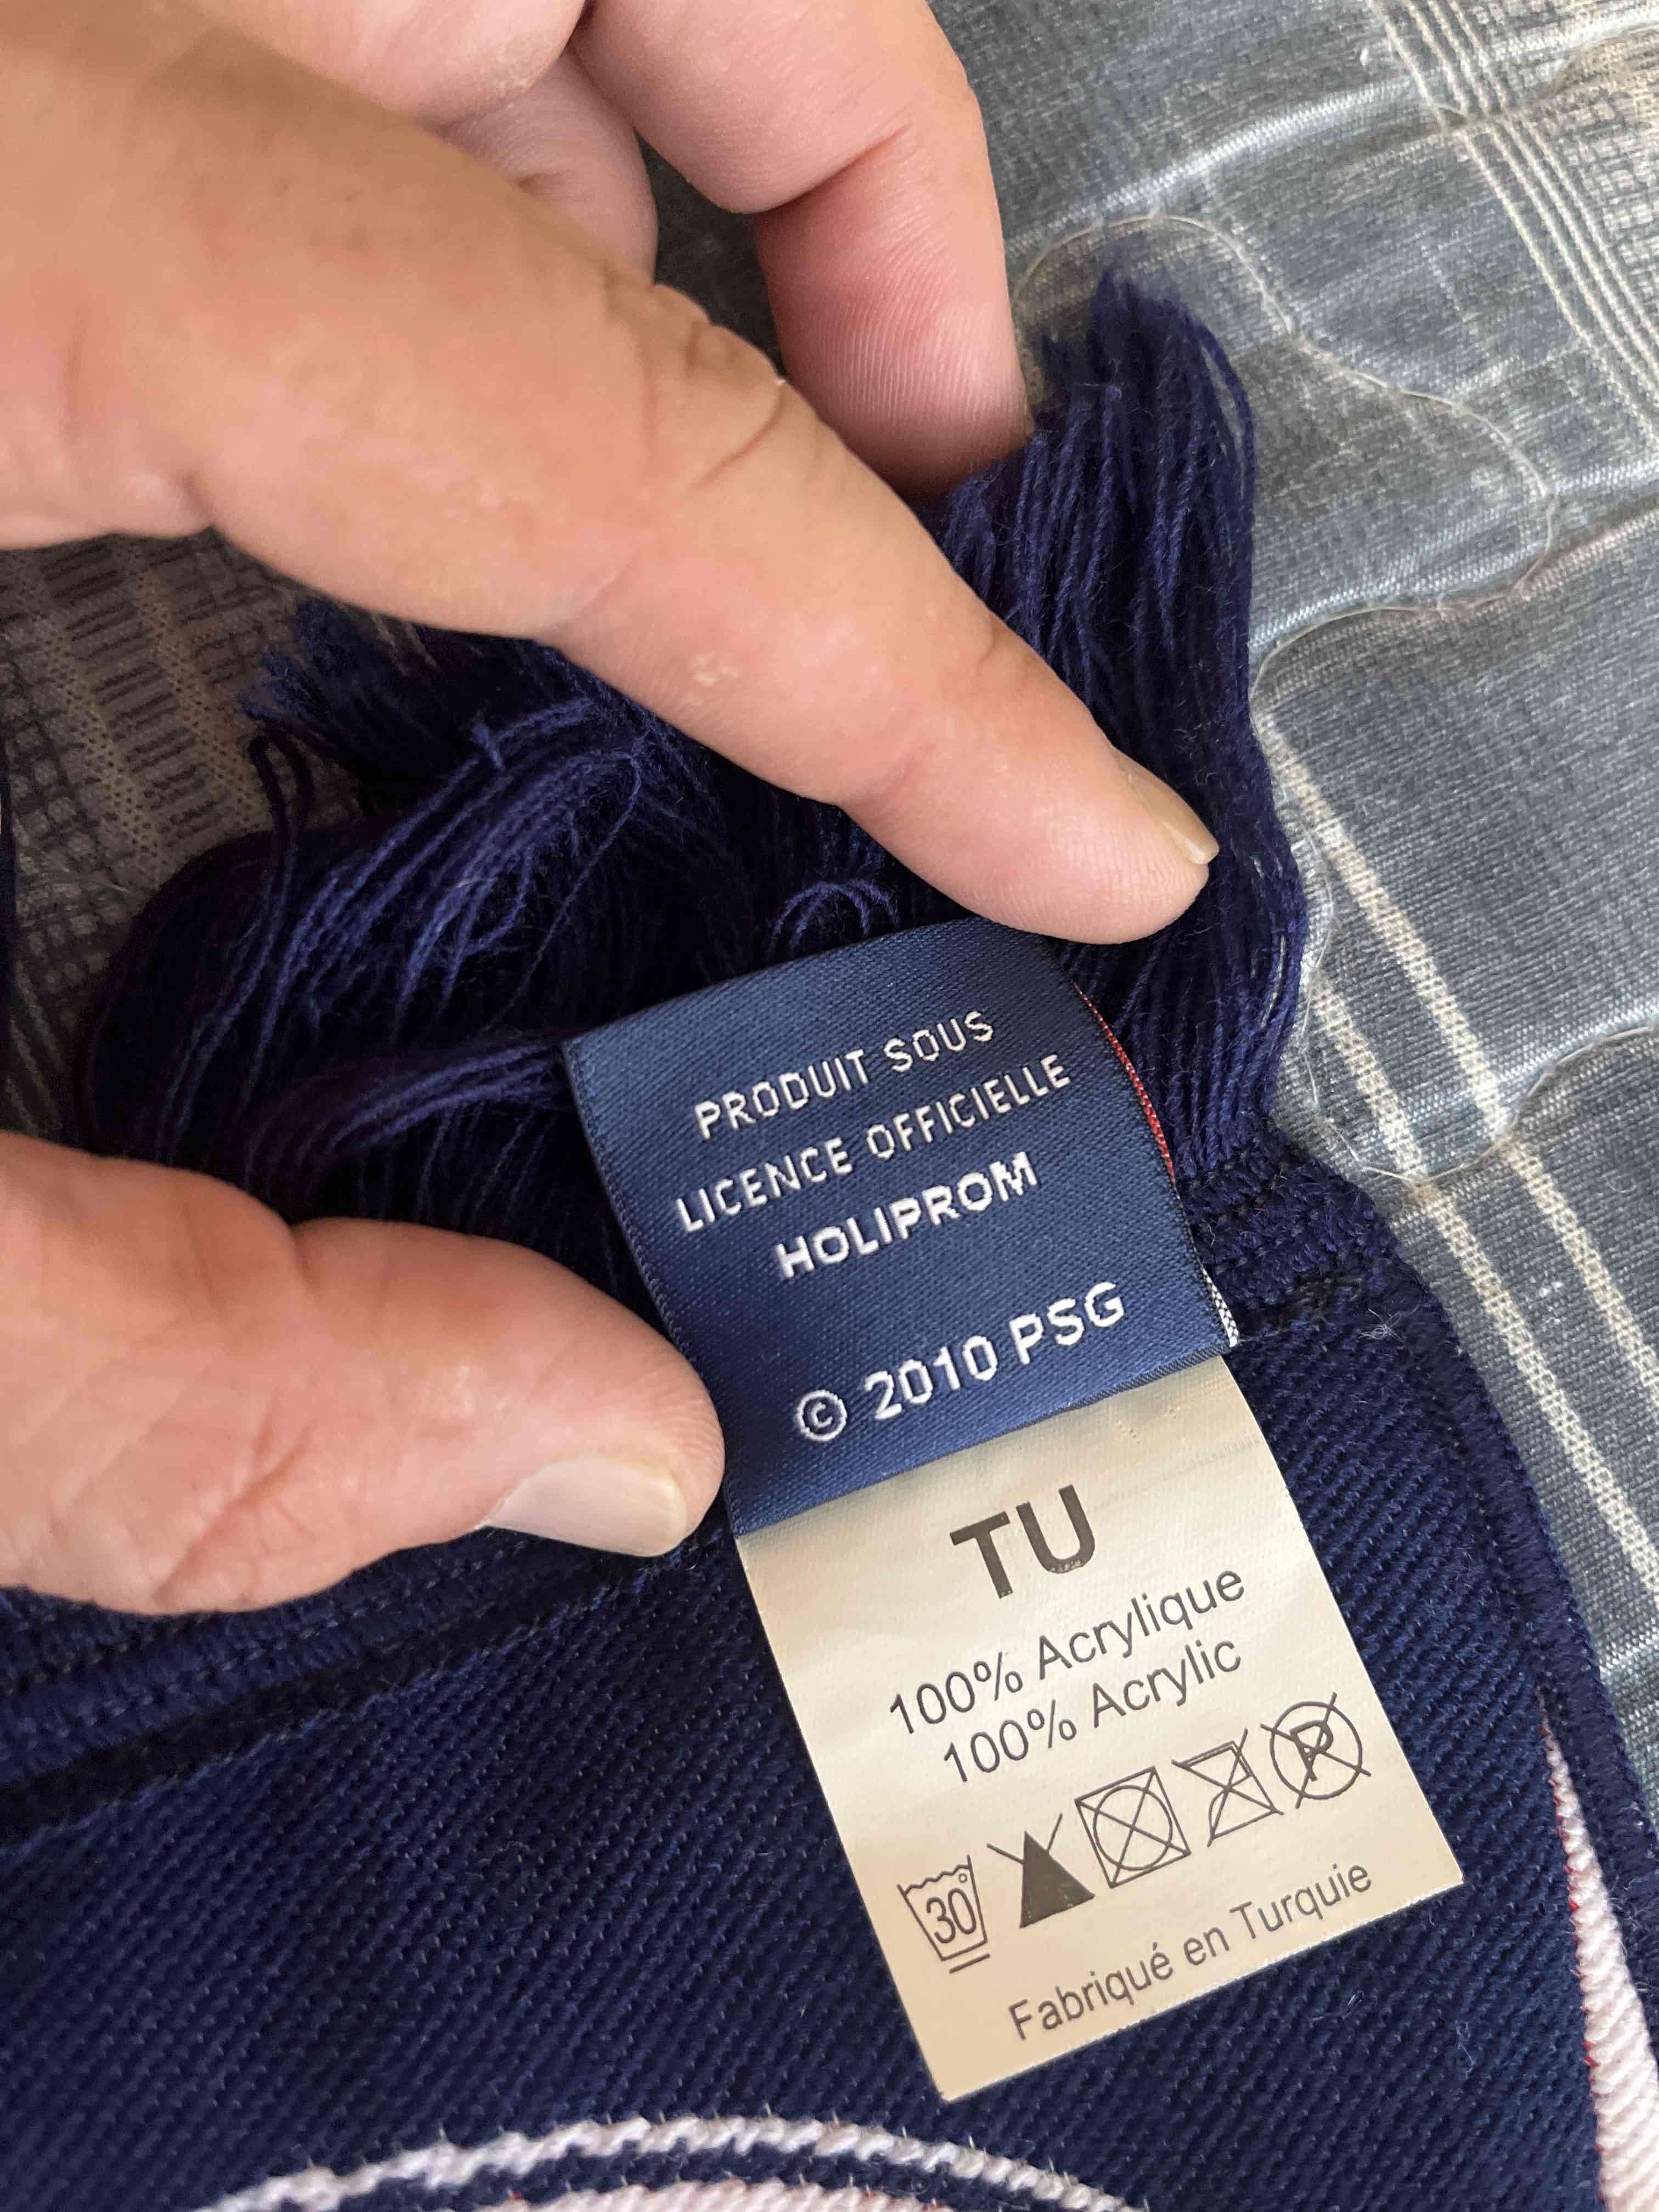 PRODUIT SOUS
LICENCE OFFICIELLE
HOLIPROM
© 2010 PSG
TU
100% Acrylique
100% Acrylic
30° P
Fabriqué en Turquie